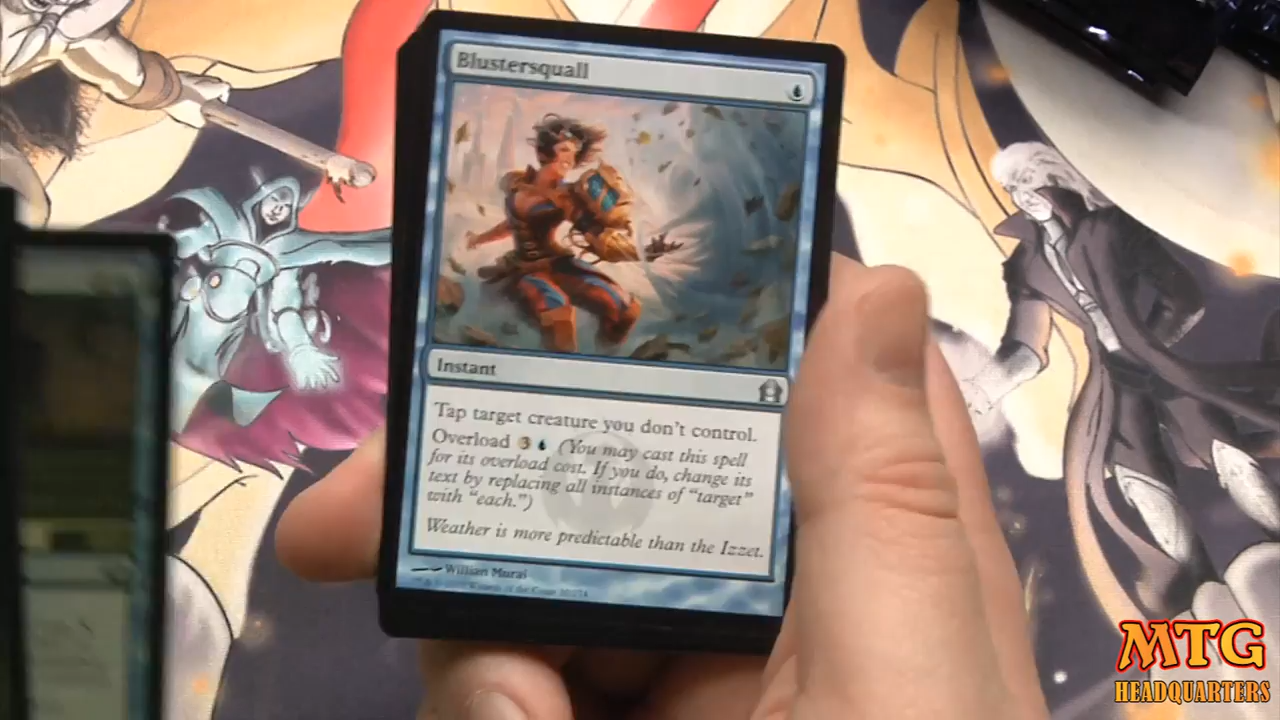 Blustersquall
Instant
Tap target creature you don't control.
Overload 3 (You may cast this spell
for its overload cost. If you do, change its
text by replacing all instances of "target"
with "each.")
Weather is more predictable than the Izzet.
Willian Murai
MTG
HEADQUARTERS